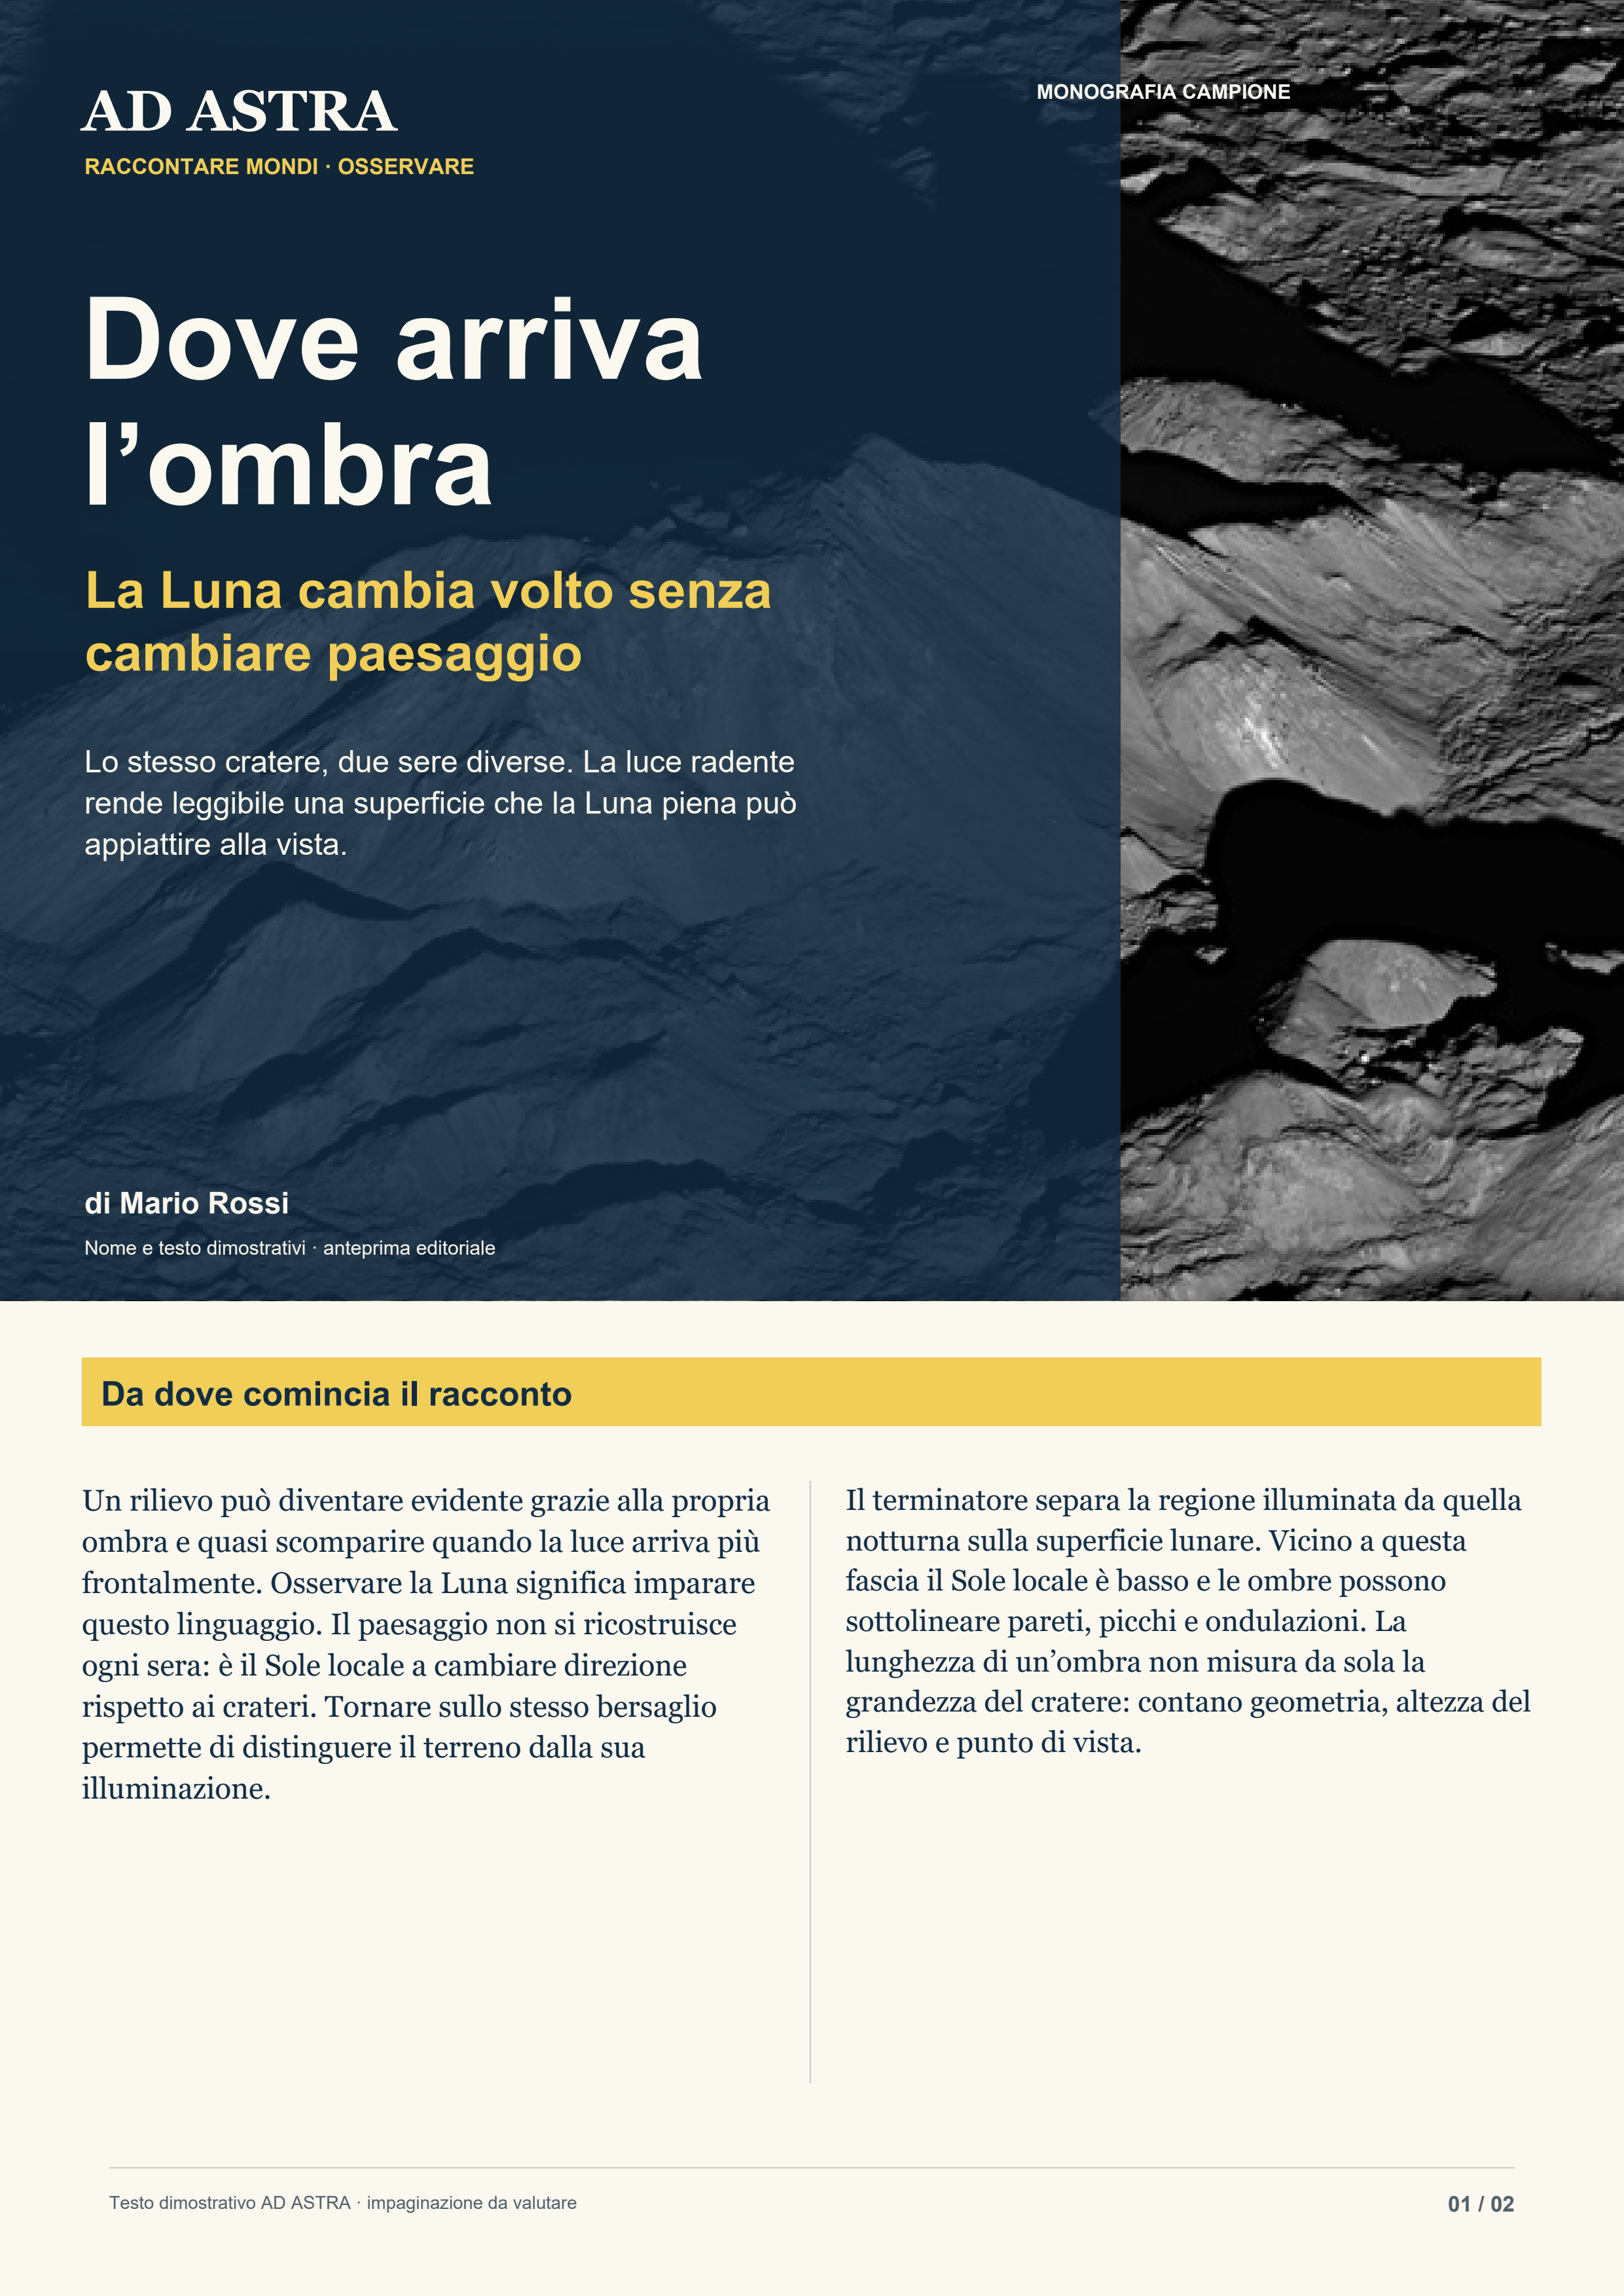 AD ASTRA
MONOGRAFIA CAMPIONE
RACCONTARE MONDI · OSSERVARE
Dove arriva
l’ombra
La Luna cambia volto senza
cambiare paesaggio
Lo stesso cratere, due sere diverse. La luce radente
rende leggibile una superficie che la Luna piena può
appiattire alla vista.
di Mario Rossi
Nome e testo dimostrativi · anteprima editoriale
Da dove comincia il racconto
Un rilievo può diventare evidente grazie alla propria
ombra e quasi scomparire quando la luce arriva più
frontalmente. Osservare la Luna significa imparare
questo linguaggio. Il paesaggio non si ricostruisce
ogni sera: è il Sole locale a cambiare direzione
rispetto ai crateri. Tornare sullo stesso bersaglio
permette di distinguere il terreno dalla sua
illuminazione.
Il terminatore separa la regione illuminata da quella
notturna sulla superficie lunare. Vicino a questa
fascia il Sole locale è basso e le ombre possono
sottolineare pareti, picchi e ondulazioni. La
lunghezza di un’ombra non misura da sola la
grandezza del cratere: contano geometria, altezza del
rilievo e punto di vista.
Testo dimostrativo AD ASTRA · impaginazione da valutare
01 / 02